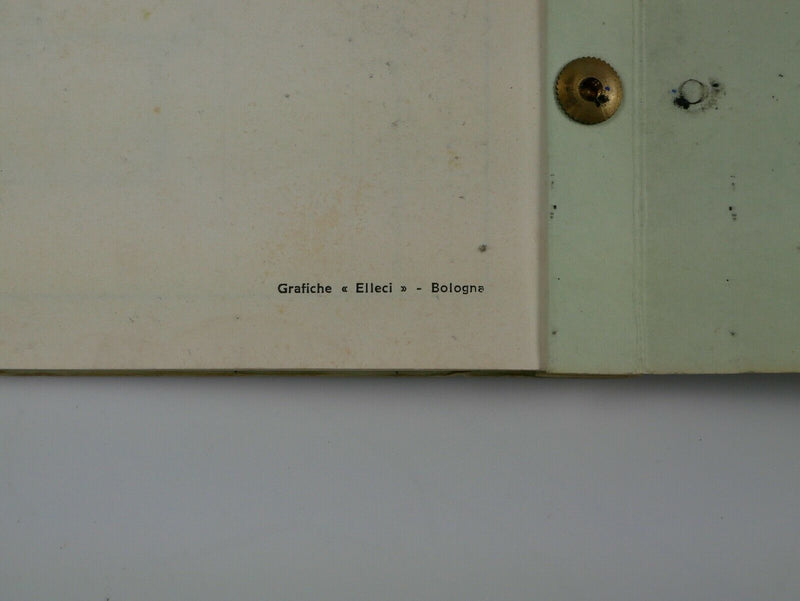 Grafiche « Elleci » - Bologna